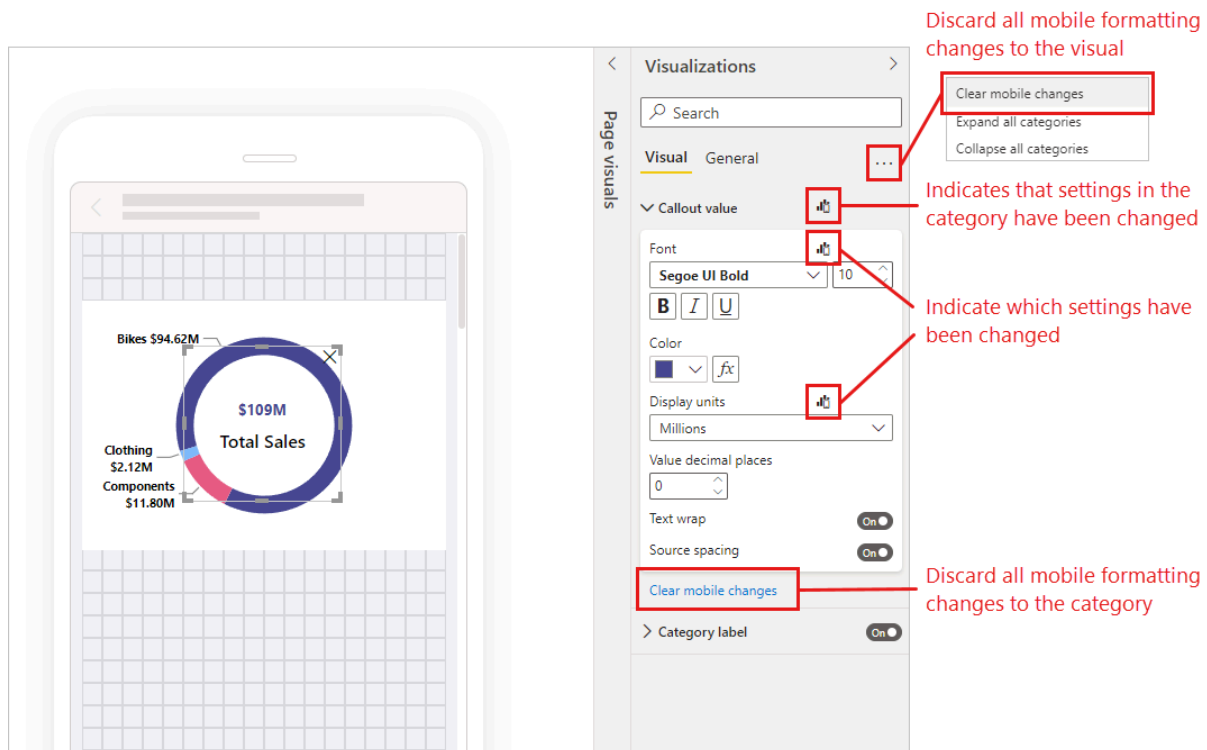 Discard all mobile formatting
changes to the visual
Visualizations
Clear mobile changes
Search
Expand all categories
Page visuals
Visual General ...
Collapse all categories
Callout value
Indicates that settings in the
category have been changed
Font
Segoe UI Bold 10
B I U
Indicate which settings have
been changed
Bikes $94.62M
Color
fx
$109M
Display units
Total Sales
Millions
Clothing
$2.12M
Value decimal places
Components
0
$11.80M
Text wrap On
Source spacing On
Discard all mobile formatting
changes to the category
Clear mobile changes
Category label On